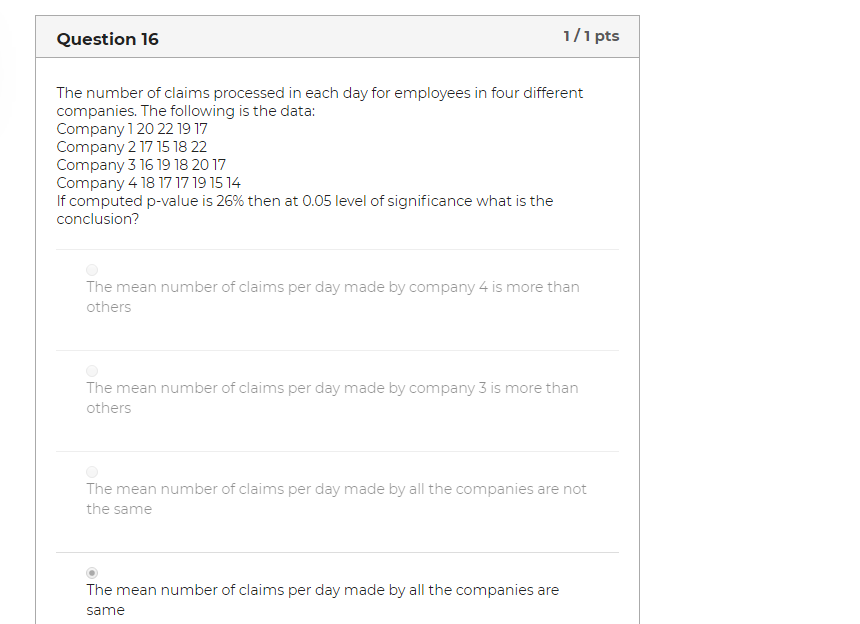 Question 16
1 / 1 pts
The number of claims processed in each day for employees in four different
companies. The following is the data:
Company 1 20 22 19 17
Company 2 17 15 18 22
Company 3 16 19 18 20 17
Company 4 18 17 17 19 15 14
If computed p-value is 26% then at 0.05 level of significance what is the
conclusion?
The mean number of claims per day made by company 4 is more than
others
The mean number of claims per day made by company 3 is more than
others
The mean number of claims per day made by all the companies are not
the same
The mean number of claims per day made by all the companies are
same